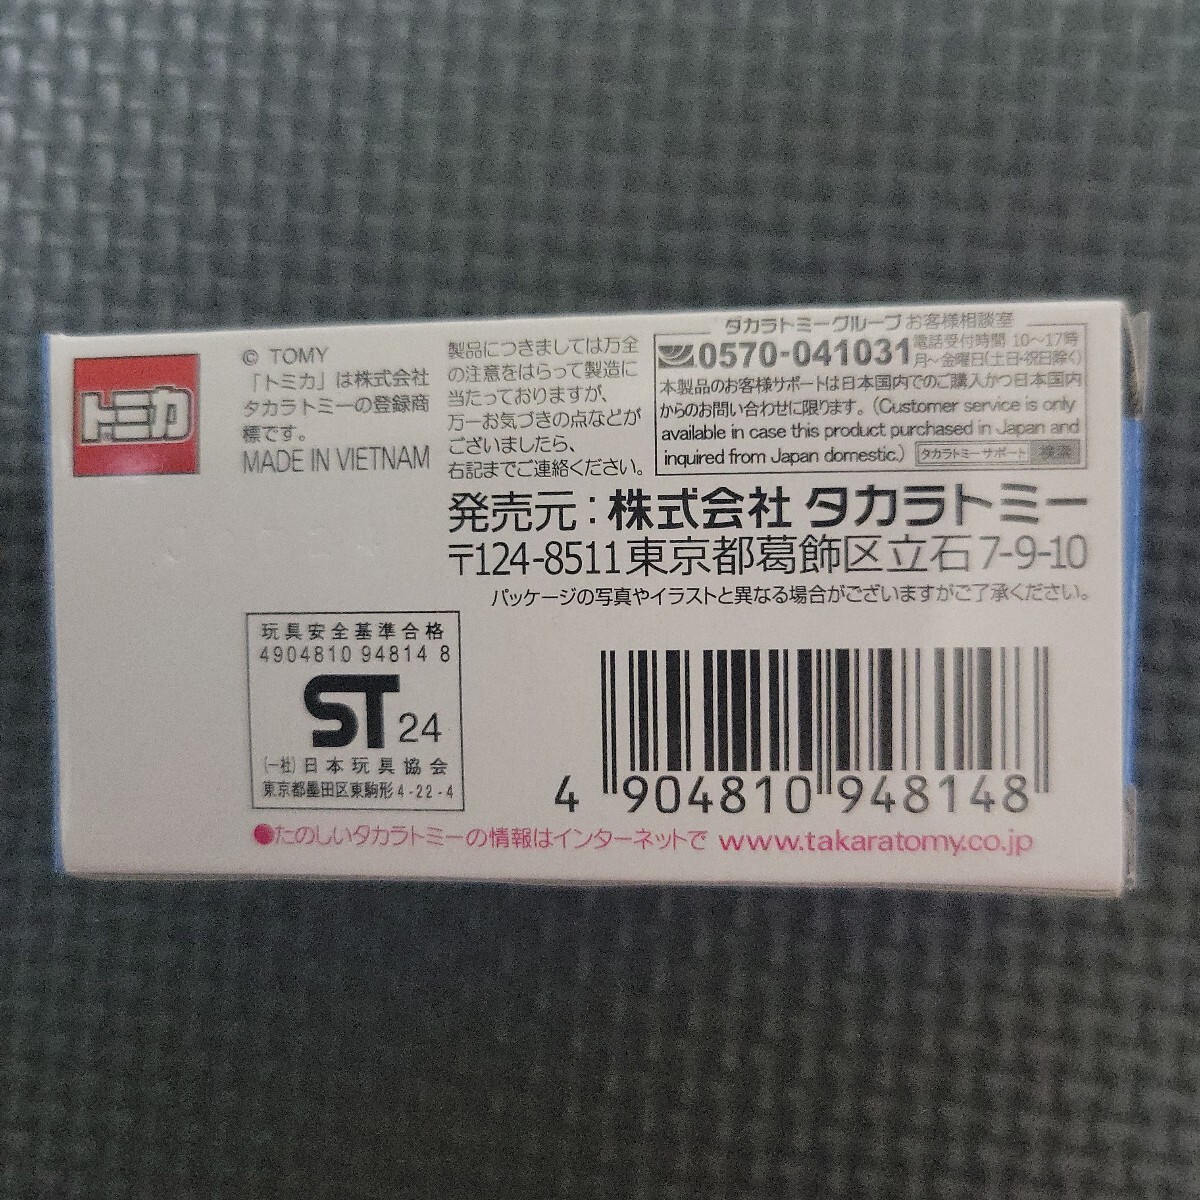 トミカ
© TOMY
「トミカ」は株式会社
タカラトミーの登録商
標です。
MADE IN VIETNAM
製品につきましては万全
の注意をはらって製造に
当たっておりますが、
万一お気づきの点などが
ございましたら、
右記までご連絡ください。
タカラトミーグループお客様相談室
0570-041031
電話受付時間 10〜17時
月〜金曜日(土日・祝日除く)
本製品のお客様サポートは日本国内でのご購入かつ日本国内
からのお問い合わせに限ります。(Customer service is only
available in case this product purchased in Japan and
inquired from Japan domestic.) タカラトミーサポート 検索
発売元:株式会社 タカラトミー
〒124-8511東京都葛飾区立石7-9-10
パッケージの写真やイラストと異なる場合がございますがご了承ください。
玩具安全基準合格
4904810 94814 8
ST 24
(一社)日本玩具協会
東京都墨田区東駒形4-22-4
4 904810 948148
●たのしいタカラトミーの情報はインターネットで www.takaratomy.co.jp